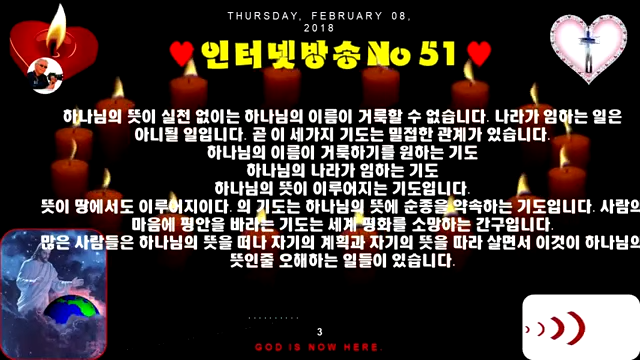 THURSDAY, FEBRUARY 08,
2018
♥인터넷방송No 51♥
하나님의 뜻이 실천 없이는 하나님의 이름이 거룩할 수 없습니다. 나라가 임하는 일은
아니될 일입니다. 곧 이 세가지 기도는 밀접한 관계가 있습니다.
하나님의 이름이 거룩하기를 원하는 기도
하나님의 나라가 임하는 기도
하나님의 뜻이 이루어지는 기도입니다.
뜻이 땅에서도 이루어지이다. 의 기도는 하나님의 뜻에 순종을 약속하는 기도입니다. 사람의
마음에 평안을 바라는 기도는 세계 평화를 소망하는 간구입니다.
많은 사람들은 하나님의 뜻을 떠나 자기의 계획과 자기의 뜻을 따라 살면서 이것이 하나님의
뜻인줄 오해하는 일들이 있습니다.
..........
3
GOD IS NOW HERE.